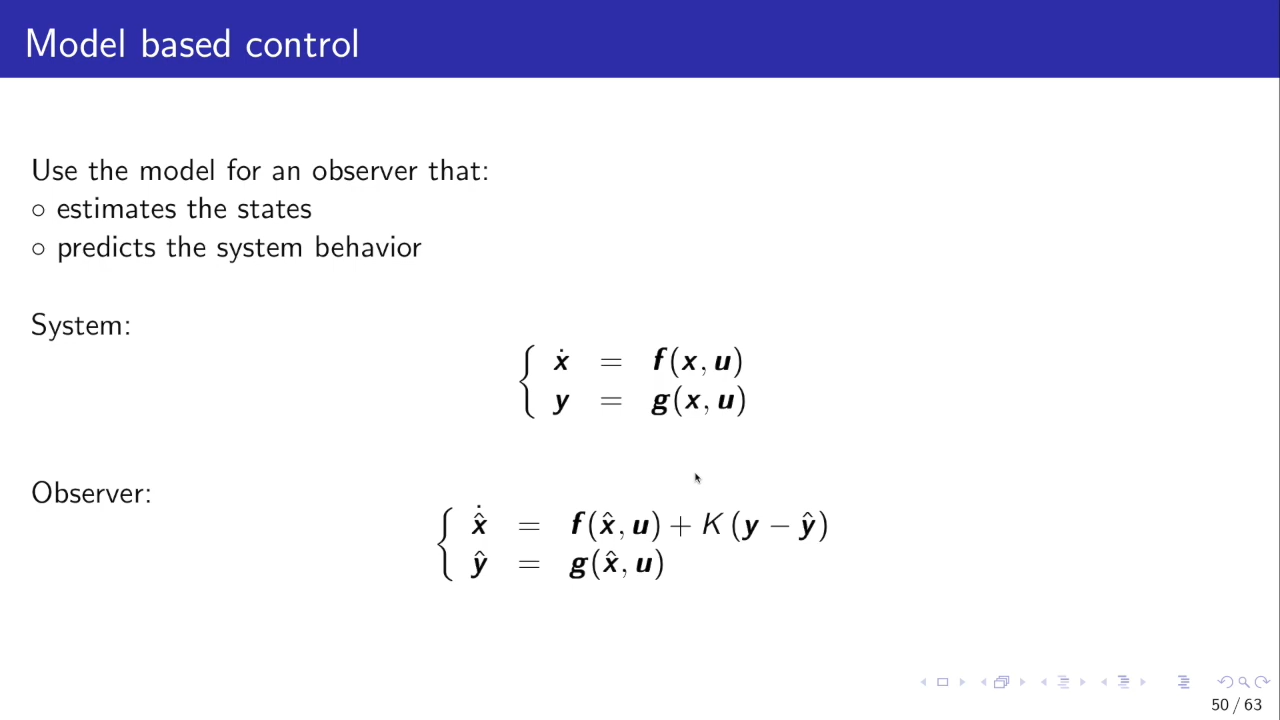 Model based control
Use the model for an observer that:
◦ estimates the states
◦ predicts the system behavior
System:
{ ẋ = f(x, u)
y = g(x, u)
Observer:
{ x̂̇ = f(x̂, u) + K (y − ŷ)
ŷ = g(x̂, u)
50 / 63